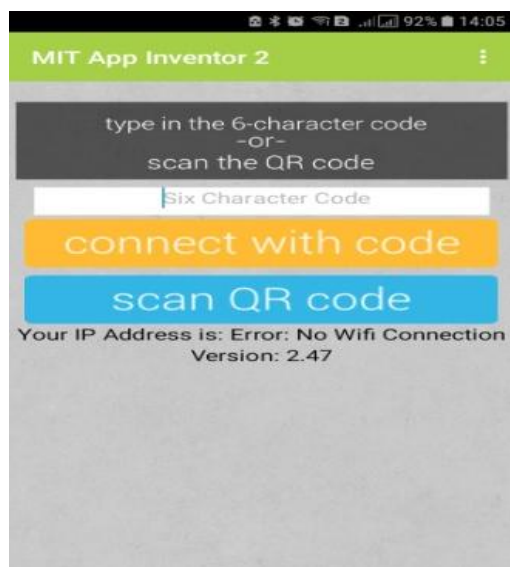 92% 14:05
MIT App Inventor 2
type in the 6-character code
-or-
scan the QR code
Six Character Code
connect with code
scan QR code
Your IP Address is: Error: No Wifi Connection
Version: 2.47